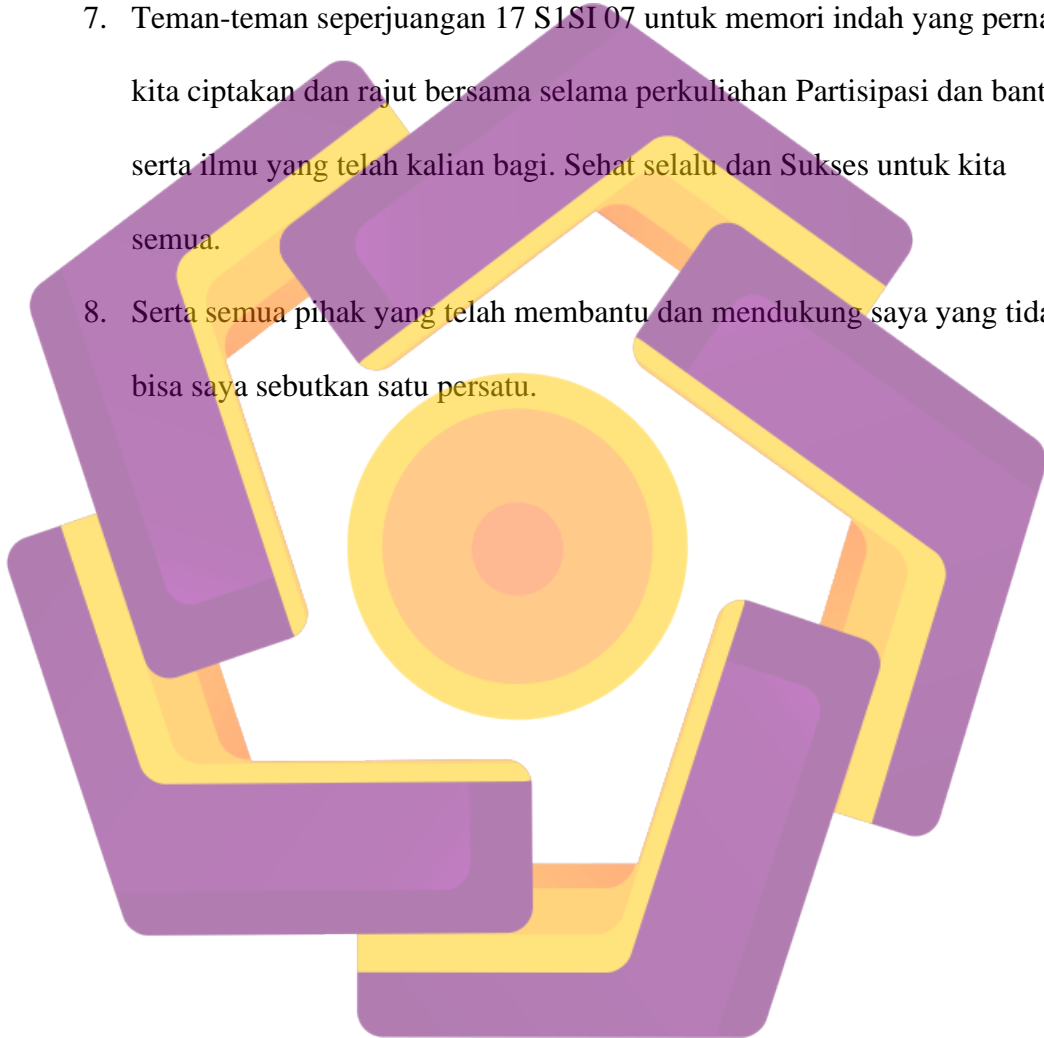 7. Teman-teman seperjuangan 17 S1SI 07 untuk memori indah yang perna
kita ciptakan dan rajut bersama selama perkuliahan Partisipasi dan bant
serta ilmu yang telah kalian bagi. Sehat selalu dan Sukses untuk kita
semua.
8. Serta semua pihak yang telah membantu dan mendukung saya yang tida
bisa saya sebutkan satu persatu.